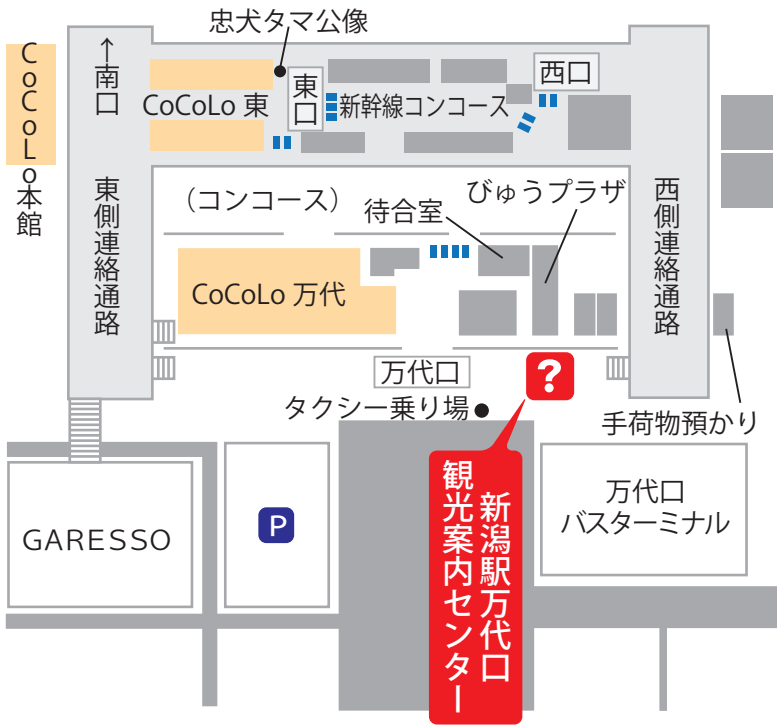 忠犬タマ公像
CoCoLo本館
↑南口
CoCoLo 東
東口
新幹線コンコース
西口
東側連絡通路
（コンコース）
待合室
びゅうプラザ
西側連絡通路
CoCoLo 万代
万代口
?
タクシー乗り場
手荷物預かり
GARESSO
P
新潟駅万代口
観光案内センター
万代口
バスターミナル